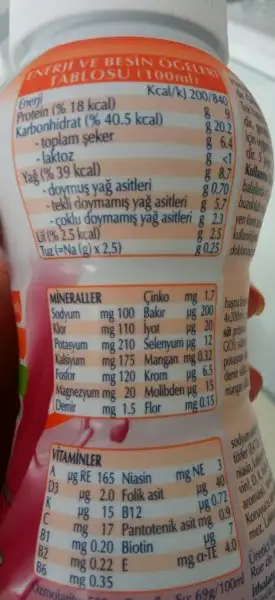 ENERJİ VE BESİN ÖGELERİ
TABLOSU (100ml)
Enerji Kcal/kJ 200/840
Protein (% 18 kcal) g 9
Karbonhidrat (% 40.5 kcal) g 20.2
- toplam şeker g 6.4
- laktoz g <1
Yağ (% 39 kcal) g 8.7
- doymuş yağ asitleri g 0.70
- tekli doymamış yağ asitleri g 5.7
- çoklu doymamış yağ asitleri g 2.3
Lif (% 2.5 kcal) g 2.5
Tuz (=Na (g) x 2,5) g 0.25
MİNERALLER Çinko mg 1.7
Sodyum mg 100 Bakır µg 200
Klor mg 110 İyot µg 20
Potasyum mg 210 Selenyum µg 12
Kalsiyum mg 175 Mangan mg 0.32
Fosfor mg 120 Krom µg 6.5
Magnezyum mg 20 Molibden µg 15
Demir mg 1.5 Flor mg 0.15
VİTAMİNLER
A µg RE 165 Niasin mg NE 3
D3 µg 2.0 Folik asit µg 40
K µg 15 B12 µg 0.72
C mg 17 Pantotenik asit mg 0.9
B1 mg 0.20 Biotin µg 7
B2 mg 0.22 E mg α-TE 4.0
B6 mg 0.35
Su: 69g/100ml